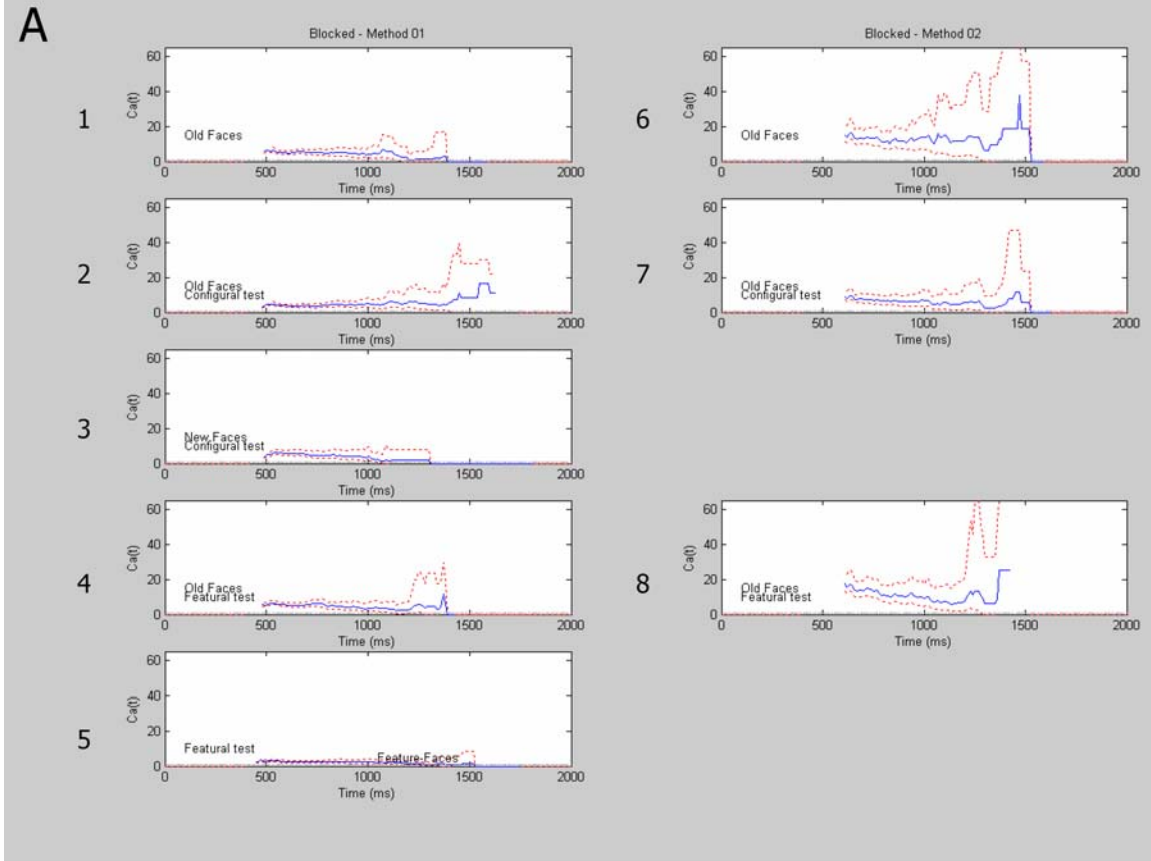 A
Blocked - Method 01
1
Ca(t)
60
40
20
0
Old Faces
0 500 1000 1500 2000
Time (ms)
Blocked - Method 02
6
Ca(t)
60
40
20
0
Old Faces
0 500 1000 1500 2000
Time (ms)
2
Ca(t)
60
40
20
0
Old Faces
Configural test
0 500 1000 1500 2000
Time (ms)
7
Ca(t)
60
40
20
0
Old Faces
Configural test
0 500 1000 1500 2000
Time (ms)
3
Ca(t)
60
40
20
0
New Faces
Configural test
0 500 1000 1500 2000
Time (ms)
4
Ca(t)
60
40
20
0
Old Faces
Featural test
0 500 1000 1500 2000
Time (ms)
8
Ca(t)
60
40
20
0
Old Faces
Featural test
0 500 1000 1500 2000
Time (ms)
5
Ca(t)
60
40
20
0
Featural test
Feature-Faces
0 500 1000 1500 2000
Time (ms)